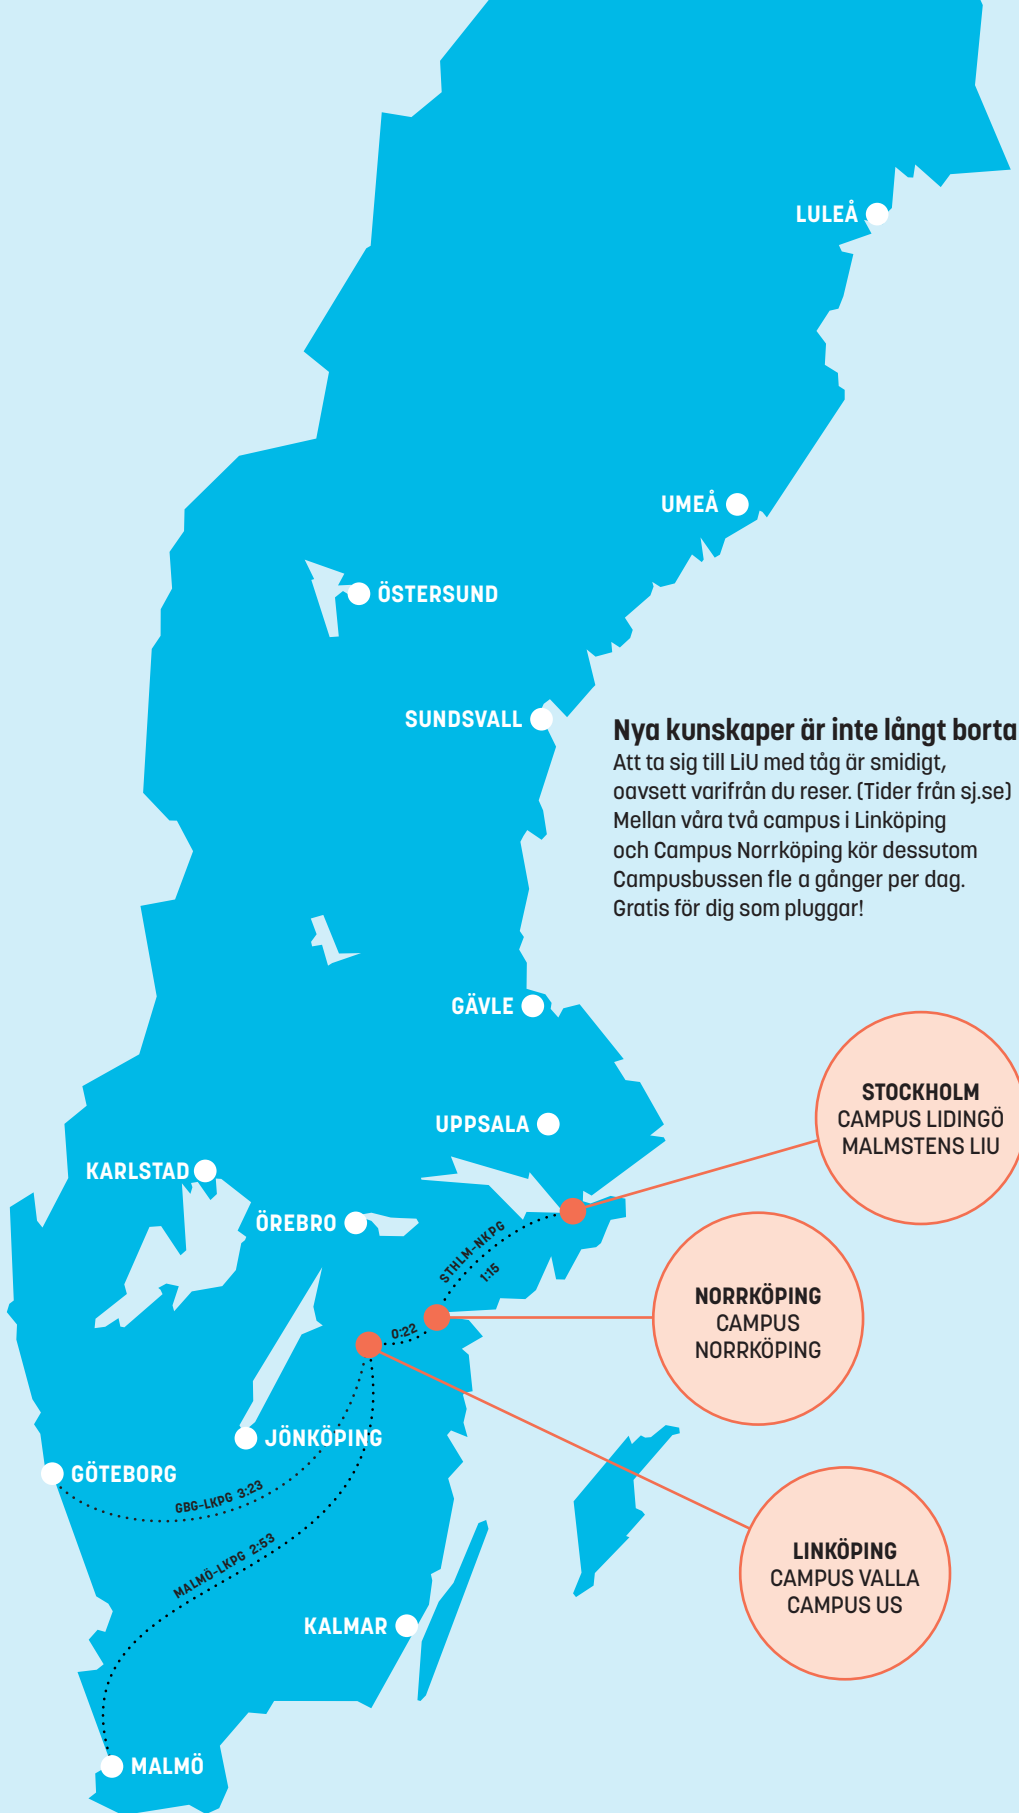 LULEÅ
UMEÅ
ÖSTERSUND
SUNDSVALL
Nya kunskaper är inte långt borta
Att ta sig till LiU med tåg är smidigt,
oavsett varifrån du reser. (Tider från sj.se)
Mellan våra två campus i Linköping
och Campus Norrköping kör dessutom
Campusbussen fle a gånger per dag.
Gratis för dig som pluggar!
GÄVLE
STOCKHOLM
CAMPUS LIDINGÖ
MALMSTENS LIU
UPPSALA
KARLSTAD
ÖREBRO
STHLM-NKPG
1:15
NORRKÖPING
CAMPUS
NORRKÖPING
0:22
JÖNKÖPING
GÖTEBORG
GBG-LKPG 3:23
MALMÖ-LKPG 2:53
LINKÖPING
CAMPUS VALLA
CAMPUS US
KALMAR
MALMÖ